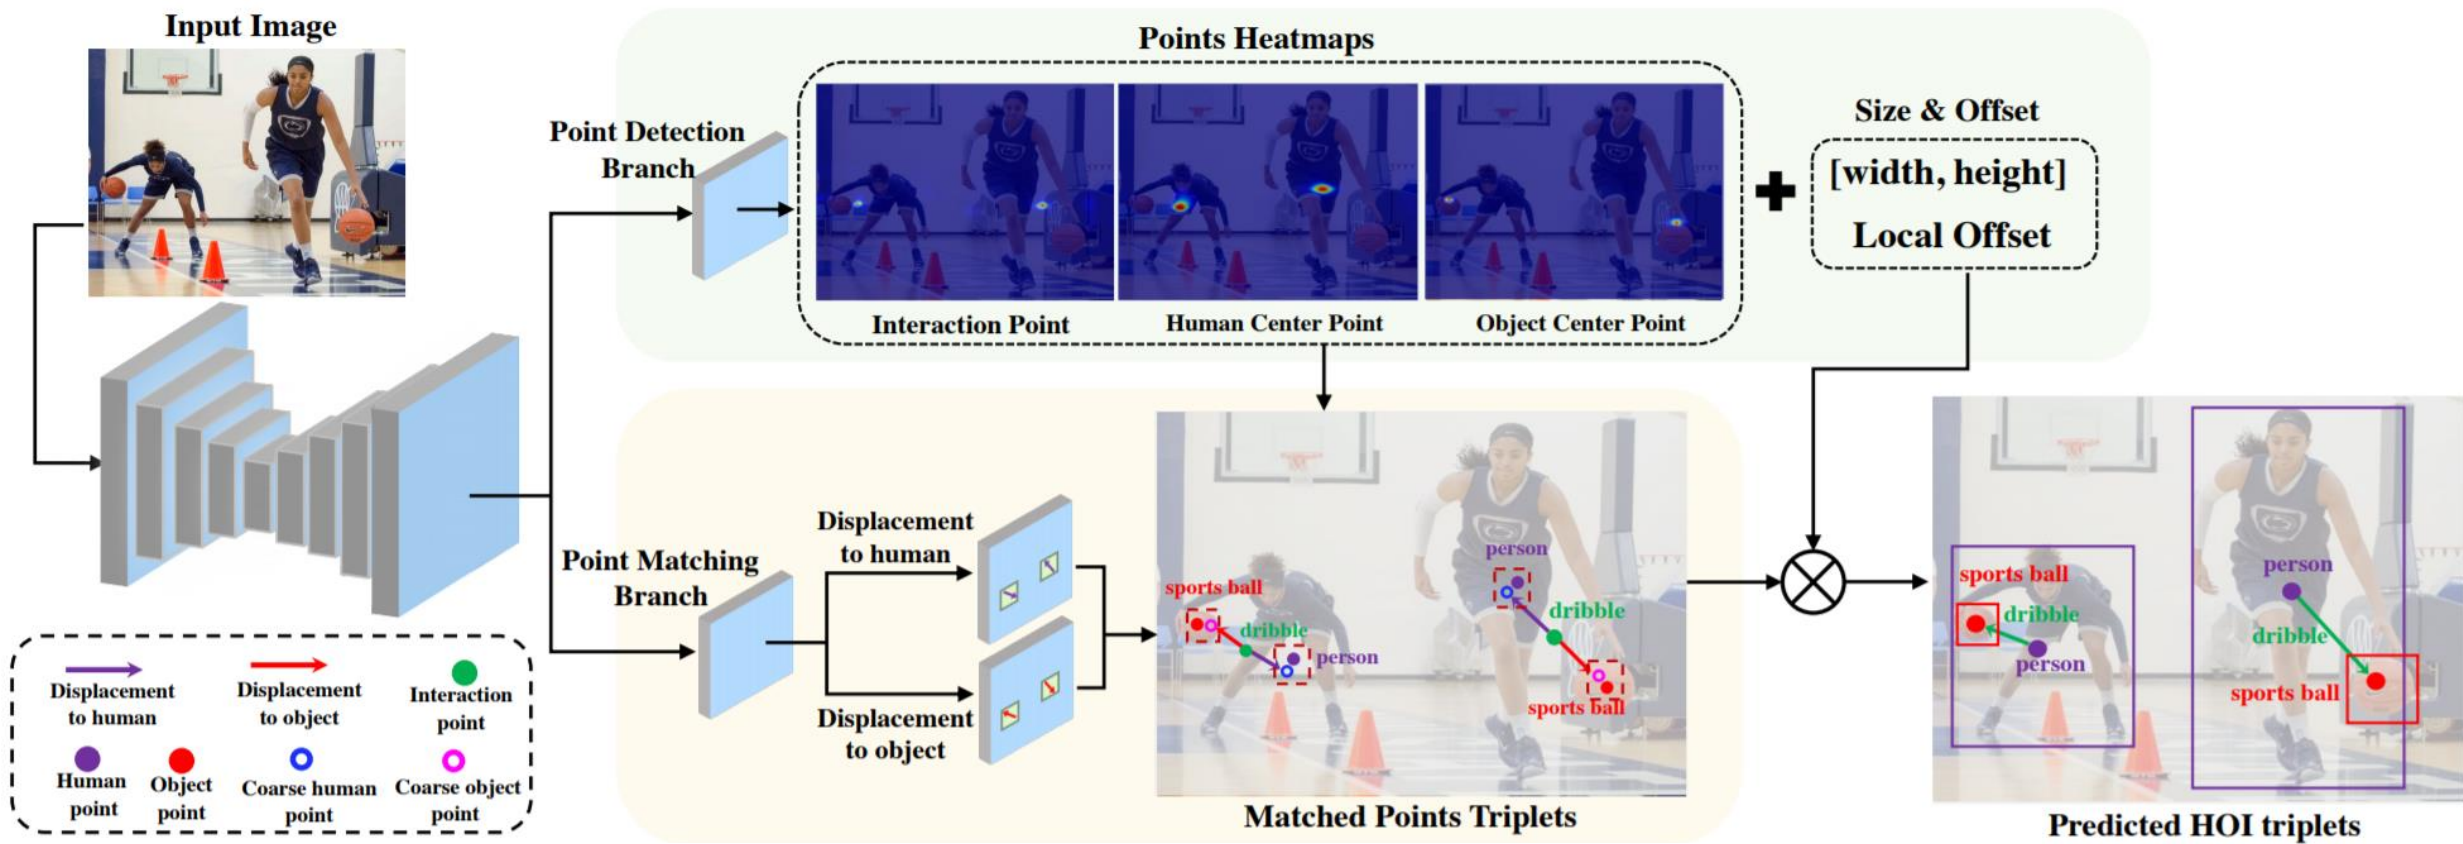 Input Image
Points Heatmaps
Point Detection
Branch
Size & Offset
[width, height]
Local Offset
Interaction Point
Human Center Point
Object Center Point
Point Matching
Branch
Displacement
to human
Displacement
to object
person
sports ball
dribble
dribble
person
sports ball
Matched Points Triplets
person
sports ball
dribble
dribble
person
sports ball
Predicted HOI triplets
Displacement
to human
Displacement
to object
Interaction
point
Human
point
Object
point
Coarse human
point
Coarse object
point